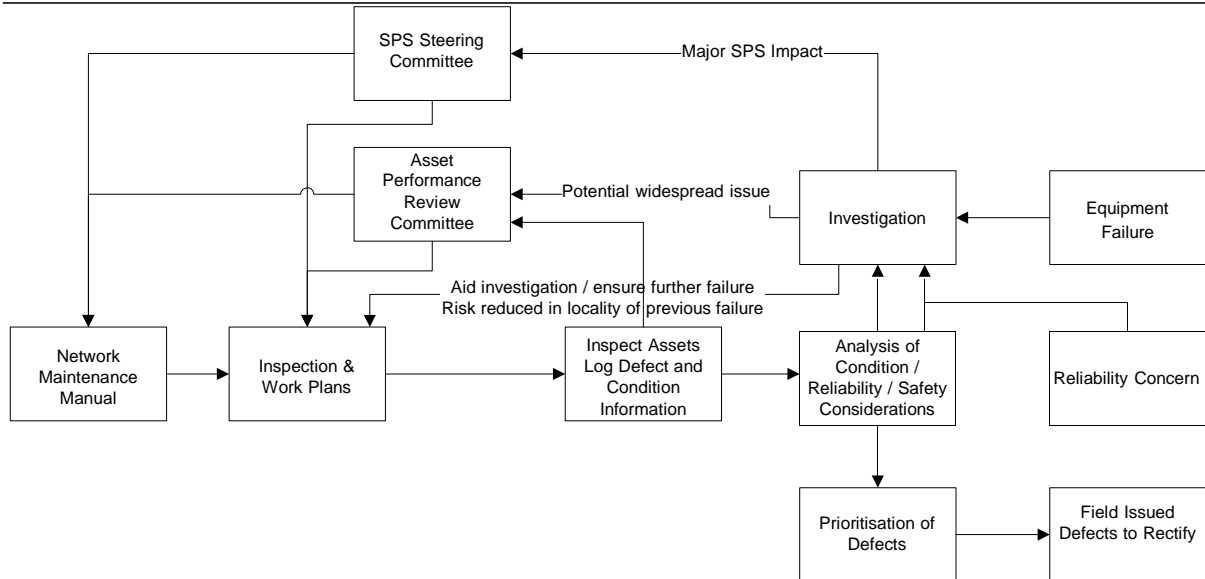 SPS Steering
Committee
Major SPS Impact
Asset
Performance
Review
Committee
Potential widespread issue
Investigation
Equipment
Failure
Aid investigation / ensure further failure
Risk reduced in locality of previous failure
Network
Maintenance
Manual
Inspection &
Work Plans
Inspect Assets
Log Defect and
Condition
Information
Analysis of
Condition /
Reliability / Safety
Considerations
Reliability Concern
Prioritisation of
Defects
Field Issued
Defects to Rectify